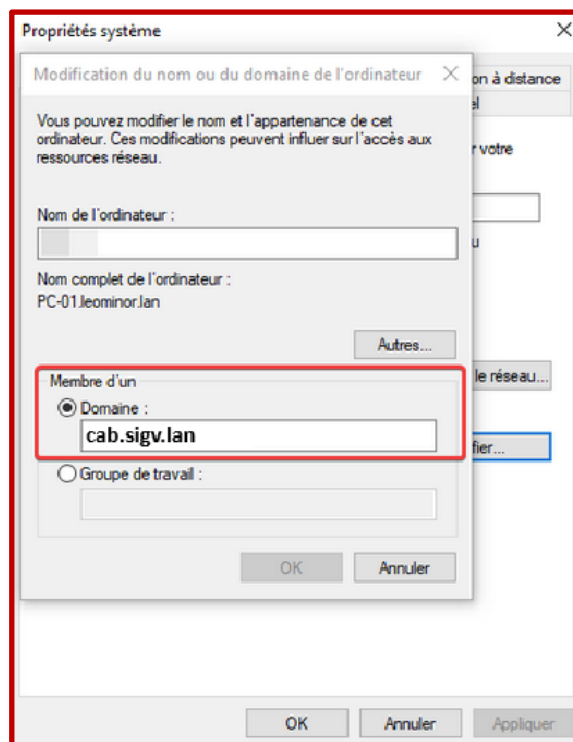 Propriétés système
Modification du nom ou du domaine de l'ordinateur
on à distance
el
Vous pouvez modifier le nom et l'appartenance de cet
ordinateur. Ces modifications peuvent influer sur l'accès aux
ressources réseau.
r votre
Nom de l'ordinateur :
u
Nom complet de l'ordinateur :
PC-01.leominor.lan
Autres...
Membre d'un
le réseau...
Domaine :
cab.sigv.lan
fier...
Groupe de travail :
OK
Annuler
OK
Annuler
Appliquer